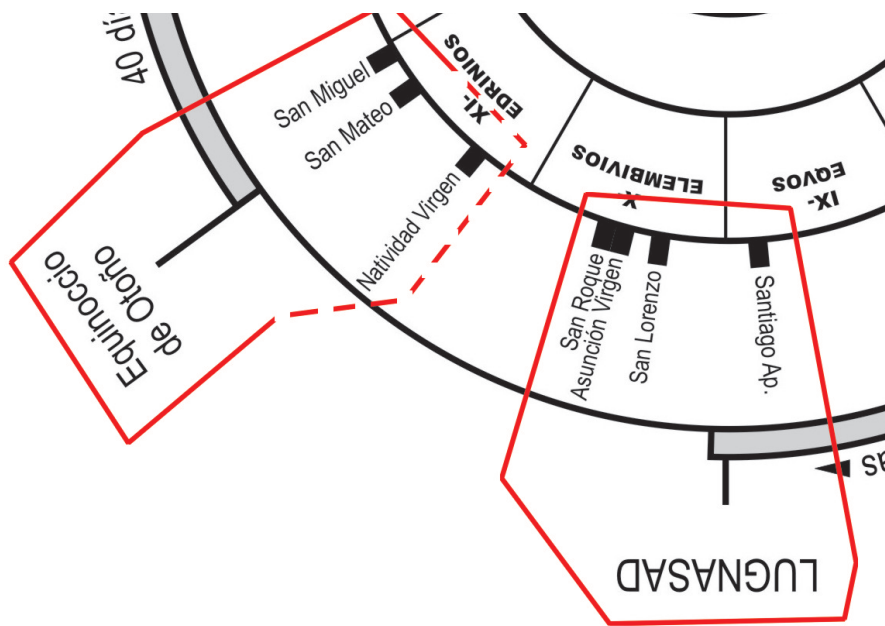 40 dí
San Miguel
San Mateo
Natividad Virgen
XI-
EDRINIOS
X-
ELEMBIVIOS
IX-
EQVOS
Equinoccio
de Otoño
San Roque
Asunción Virgen
San Lorenzo
Santiago Ap.
as
LUGNASAD